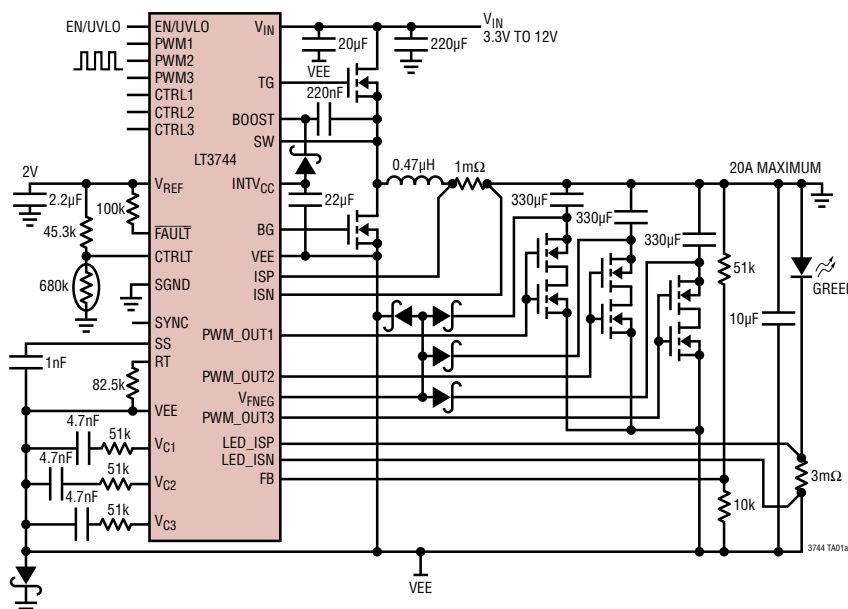 EN/UVLO
EN/UVLO
PWM1
PWM2
PWM3
CTRL1
CTRL2
CTRL3
LT3744
VIN
20µF
VEE
220µF
VIN
3.3V TO 12V
TG
220nF
BOOST
SW
0.47µH
1mΩ
20A MAXIMUM
2V
2.2µF
VREF
100k
45.3k
FAULT
CTRLT
680k
SGND
SYNC
SS
1nF
RT
82.5k
VEE
INTVCC
22µF
BG
VEE
ISP
ISN
PWM_OUT1
PWM_OUT2
VFNEG
PWM_OUT3
LED_ISP
LED_ISN
FB
330µF
330µF
330µF
51k
10µF
GREEN
4.7nF
51k
VC1
4.7nF
51k
VC2
4.7nF
51k
VC3
3mΩ
10k
VEE
3744 TA01a